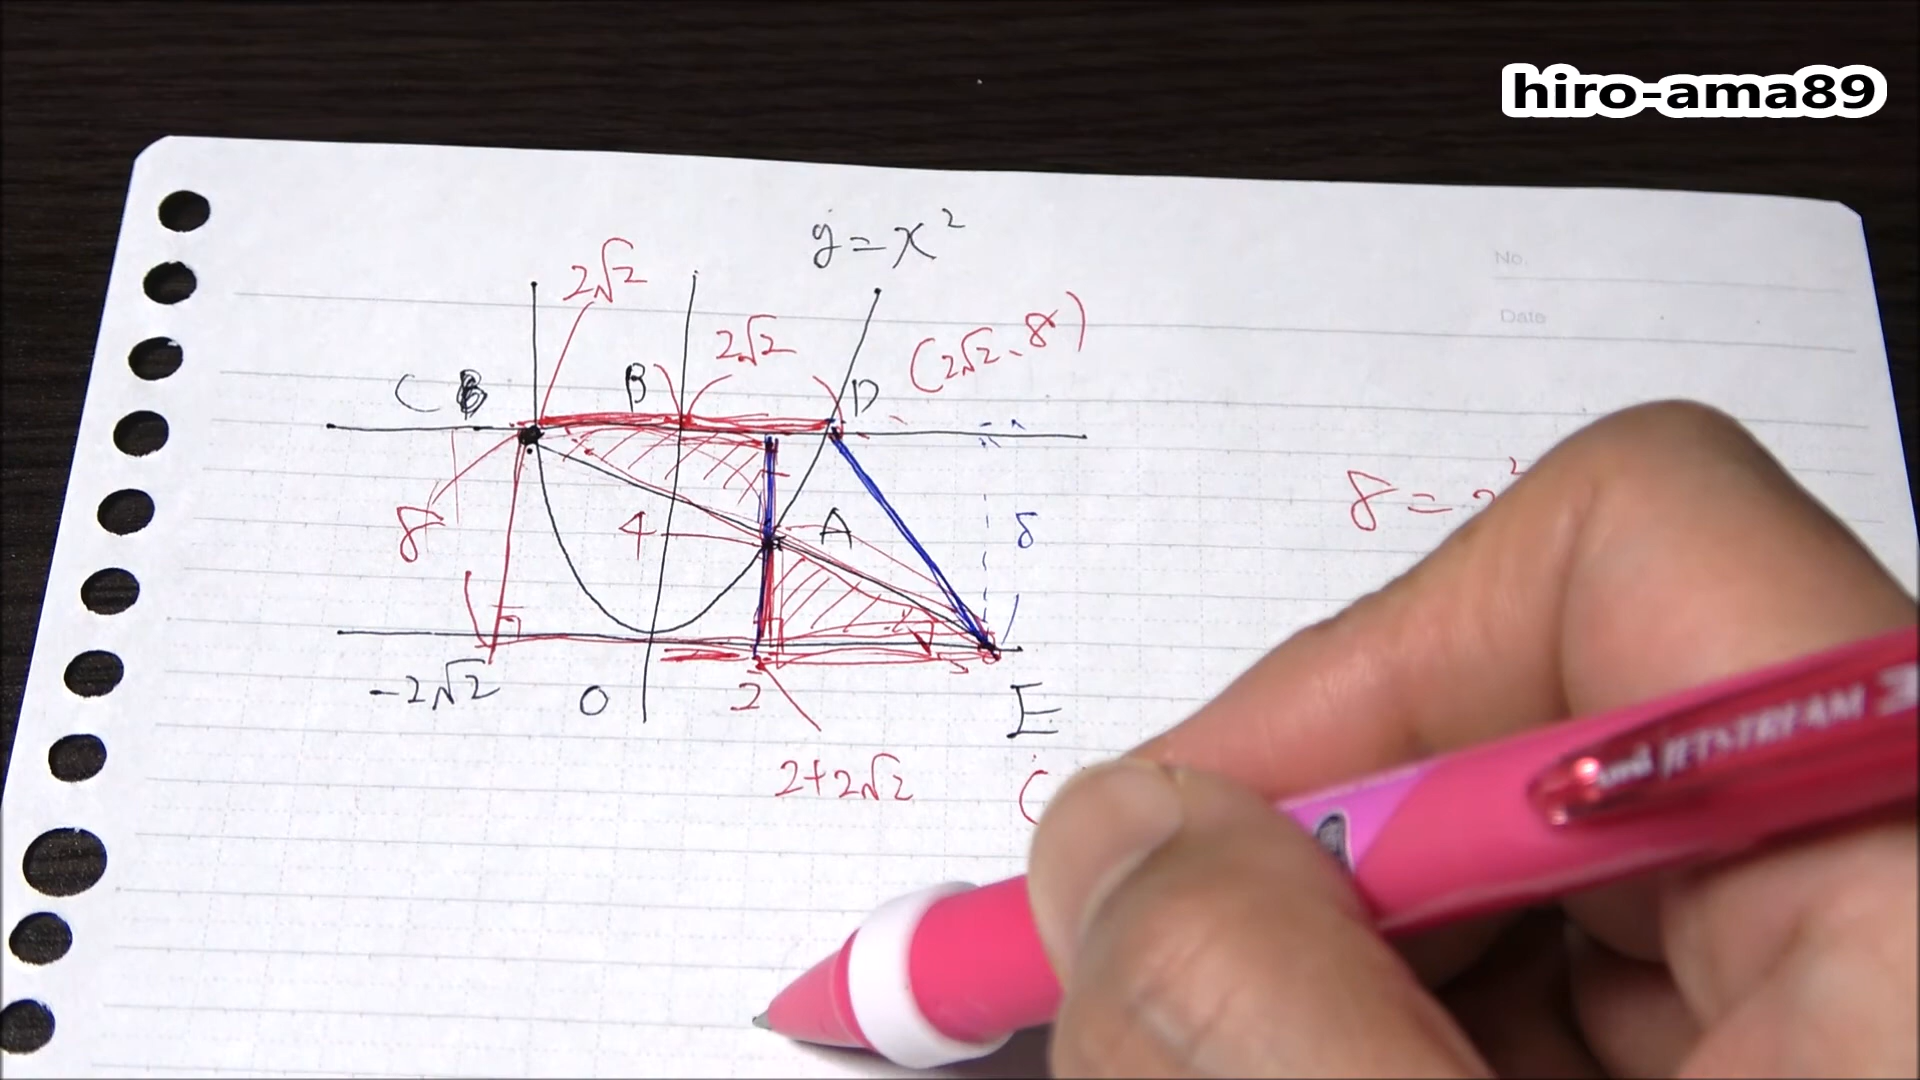 hiro-ama89
y=x²
No.
Date
2√2
2√2
(2√2、8)
C B D
8
4 A 8
8=
-2√2 O 2 E
2+2√2
(
uni JETSTREAM